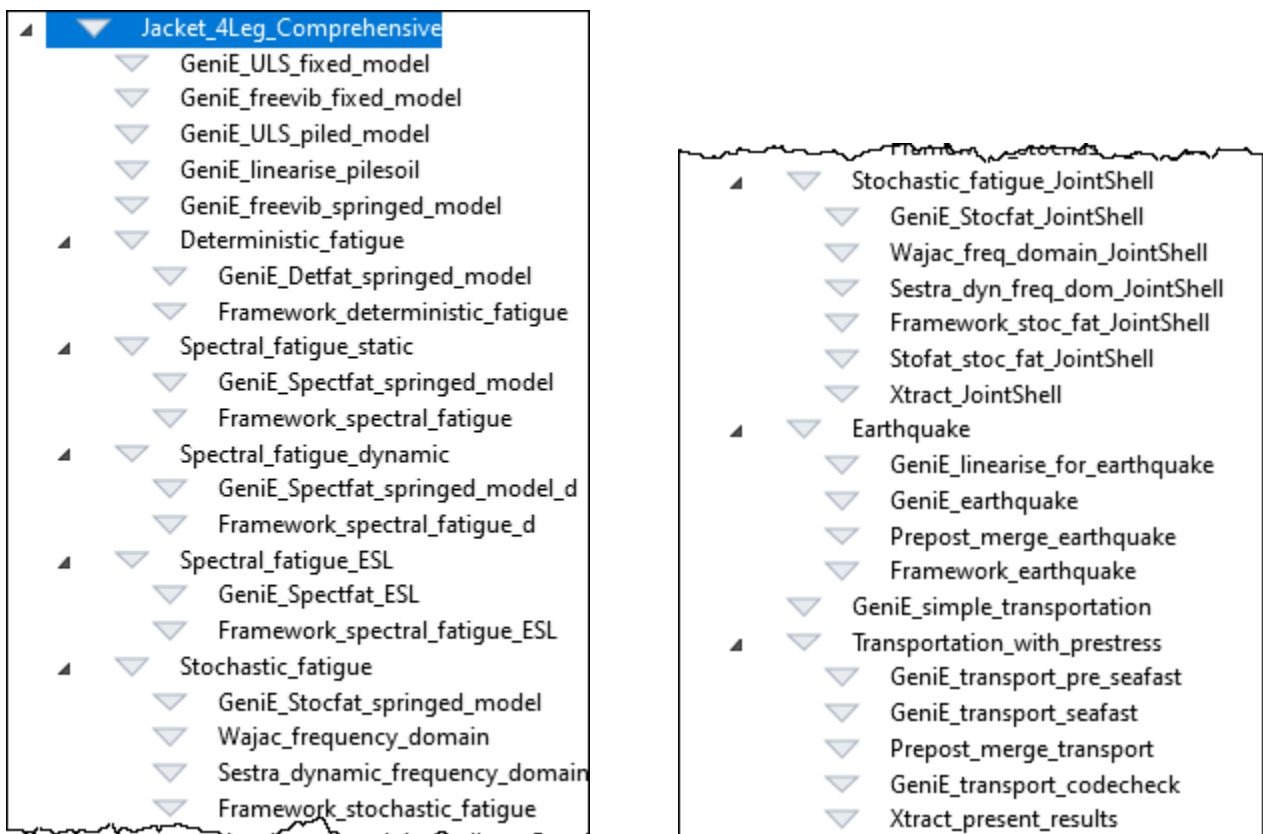 Jacket_4Leg_Comprehensive
GeniE_ULS_fixed_model
GeniE_freevib_fixed_model
GeniE_ULS_piled_model
GeniE_linearise_pilesoil
GeniE_freevib_springed_model
Deterministic_fatigue
GeniE_Detfat_springed_model
Framework_deterministic_fatigue
Spectral_fatigue_static
GeniE_Spectfat_springed_model
Framework_spectral_fatigue
Spectral_fatigue_dynamic
GeniE_Spectfat_springed_model_d
Framework_spectral_fatigue_d
Spectral_fatigue_ESL
GeniE_Spectfat_ESL
Framework_spectral_fatigue_ESL
Stochastic_fatigue
GeniE_Stocfat_springed_model
Wajac_frequency_domain
Sestra_dynamic_frequency_domain
Framework_stochastic_fatigue
Stochastic_fatigue_JointShell
GeniE_Stocfat_JointShell
Wajac_freq_domain_JointShell
Sestra_dyn_freq_dom_JointShell
Framework_stoc_fat_JointShell
Stofat_stoc_fat_JointShell
Xtract_JointShell
Earthquake
GeniE_linearise_for_earthquake
GeniE_earthquake
Prepost_merge_earthquake
Framework_earthquake
GeniE_simple_transportation
Transportation_with_prestress
GeniE_transport_pre_seafast
GeniE_transport_seafast
Prepost_merge_transport
GeniE_transport_codecheck
Xtract_present_results